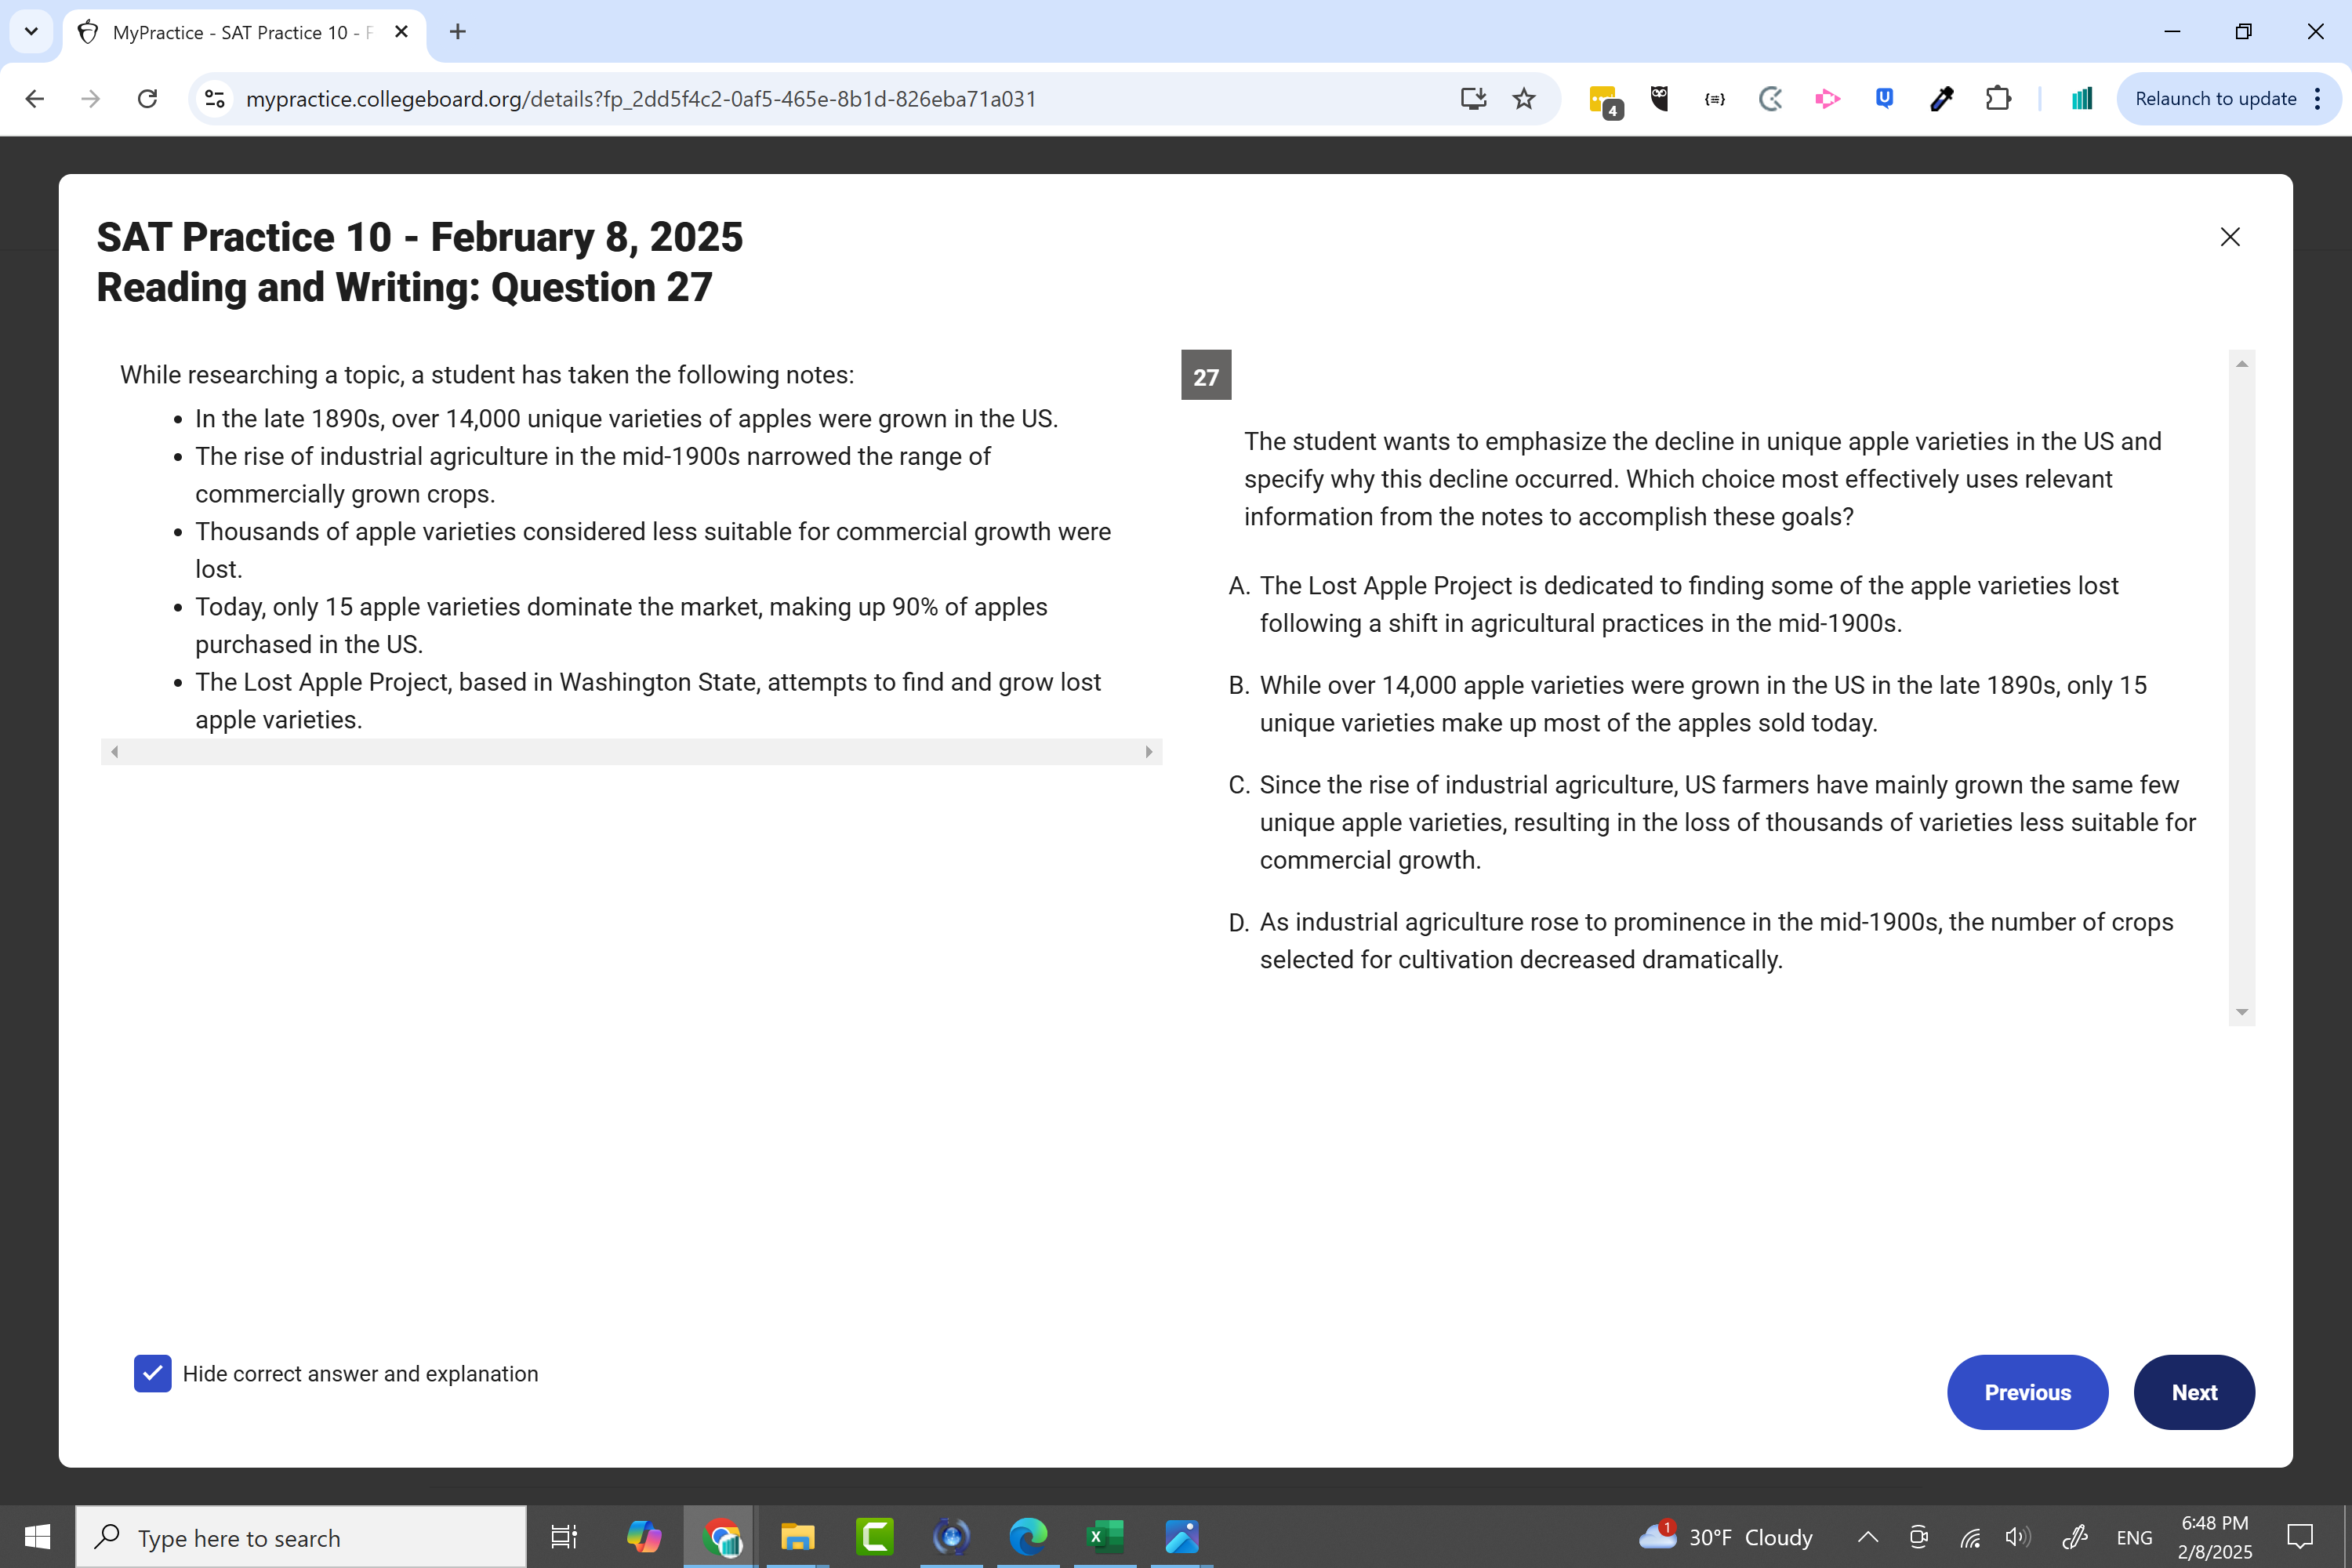 MyPractice - SAT Practice 10 - F
mypractice.collegeboard.org/details?fp_2dd5f4c2-0af5-465e-8b1d-826eba71a031
4
Relaunch to update
SAT Practice 10 - February 8, 2025
Reading and Writing: Question 27
While researching a topic, a student has taken the following notes:
• In the late 1890s, over 14,000 unique varieties of apples were grown in the US.
• The rise of industrial agriculture in the mid-1900s narrowed the range of
commercially grown crops.
• Thousands of apple varieties considered less suitable for commercial growth were
lost.
• Today, only 15 apple varieties dominate the market, making up 90% of apples
purchased in the US.
• The Lost Apple Project, based in Washington State, attempts to find and grow lost
apple varieties.
27
The student wants to emphasize the decline in unique apple varieties in the US and
specify why this decline occurred. Which choice most effectively uses relevant
information from the notes to accomplish these goals?
A. The Lost Apple Project is dedicated to finding some of the apple varieties lost
following a shift in agricultural practices in the mid-1900s.
B. While over 14,000 apple varieties were grown in the US in the late 1890s, only 15
unique varieties make up most of the apples sold today.
C. Since the rise of industrial agriculture, US farmers have mainly grown the same few
unique apple varieties, resulting in the loss of thousands of varieties less suitable for
commercial growth.
D. As industrial agriculture rose to prominence in the mid-1900s, the number of crops
selected for cultivation decreased dramatically.
Hide correct answer and explanation
Previous
Next
Type here to search
1
30°F Cloudy
ENG
6:48 PM
2/8/2025